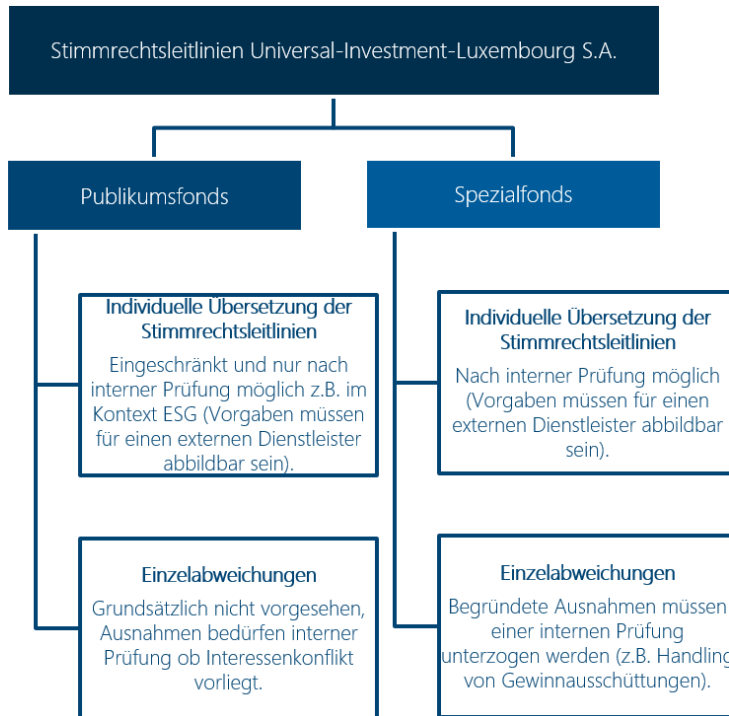 Stimmrechtsleitlinien Universal-Investment-Luxembourg S.A.
Publikumsfonds
Spezialfonds
Individuelle Übersetzung der
Stimmrechtsleitlinien
Eingeschränkt und nur nach
interner Prüfung möglich z.B. im
Kontext ESG (Vorgaben müssen
für einen externen Dienstleister
abbildbar sein).
Individuelle Übersetzung der
Stimmrechtsleitlinien
Nach interner Prüfung möglich
(Vorgaben müssen für einen
externen Dienstleister abbildbar
sein).
Einzelabweichungen
Grundsätzlich nicht vorgesehen,
Ausnahmen bedürfen interner
Prüfung ob Interessenkonflikt
vorliegt.
Einzelabweichungen
Begründete Ausnahmen müssen
einer internen Prüfung
unterzogen werden (z.B. Handling
von Gewinnausschüttungen).